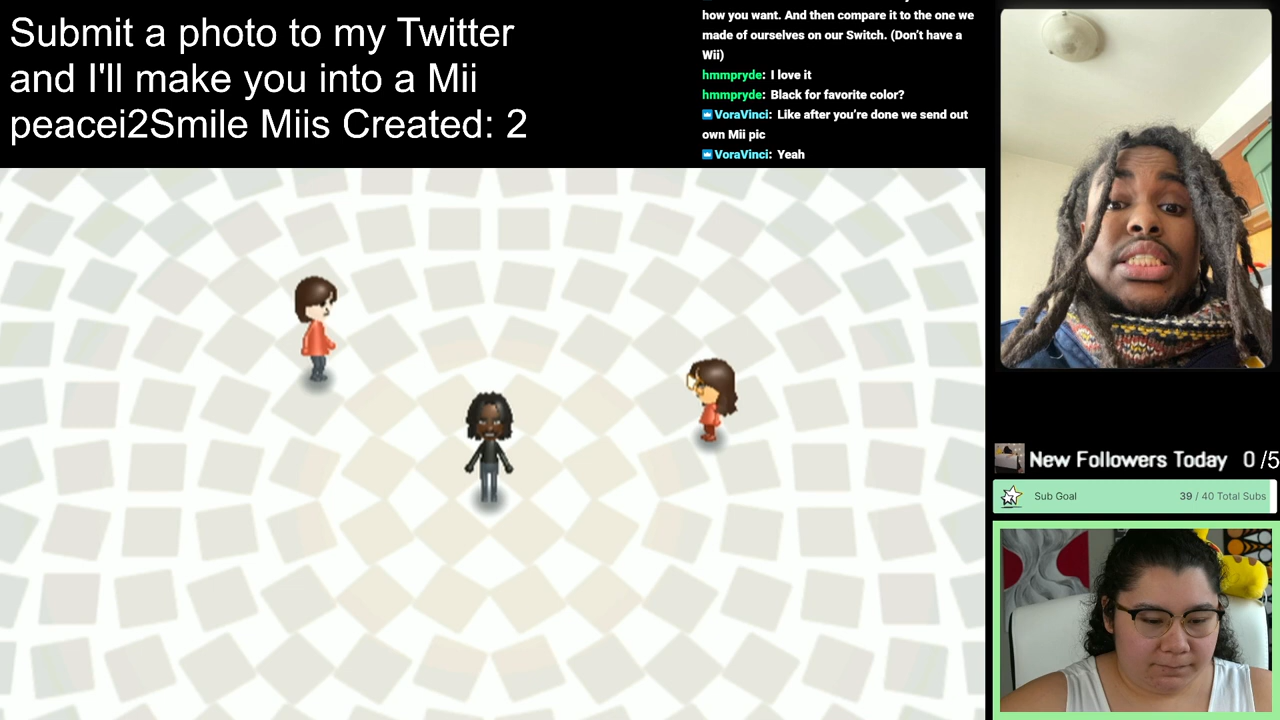 Submit a photo to my Twitter
and I'll make you into a Mii
peacei2Smile Miis Created: 2
how you want. And then compare it to the one we
made of ourselves on our Switch. (Don't have a
Wii)
hmmpryde: I love it
hmmpryde: Black for favorite color?
VoraVinci: Like after you're done we send out
own Mii pic
VoraVinci: Yeah
New Followers Today 0 /5
Sub Goal 39 / 40 Total Subs